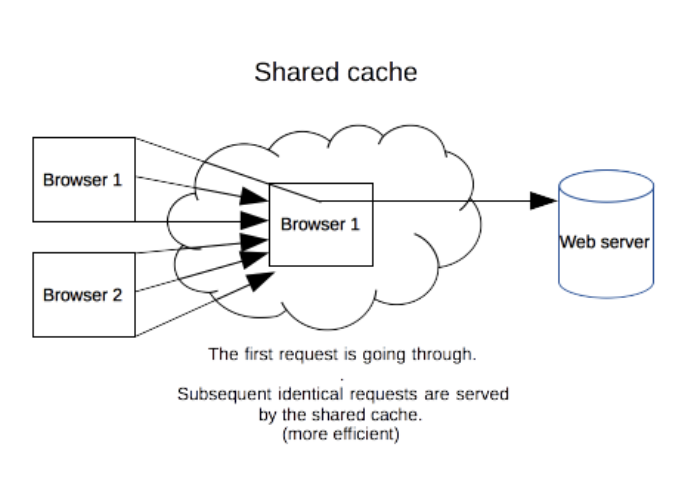 Shared cache
Browser 1
Browser 1
Web server
Browser 2
The first request is going through.
.
Subsequent identical requests are served
by the shared cache.
(more efficient)